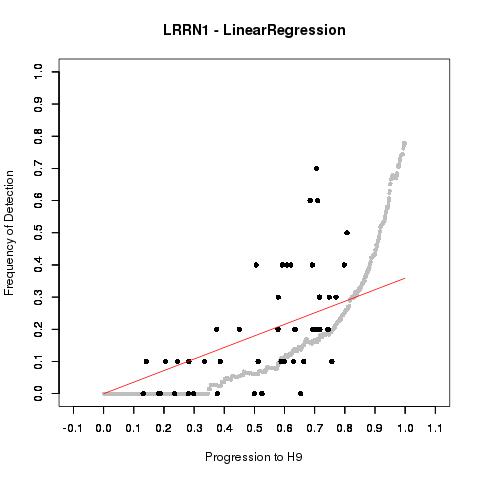 LRRN1 - LinearRegression
Frequency of Detection
1.0
0.9
0.8
0.7
0.6
0.5
0.4
0.3
0.2
0.1
0.0
-0.1 0.0 0.1 0.2 0.3 0.4 0.5 0.6 0.7 0.8 0.9 1.0 1.1
Progression to H9